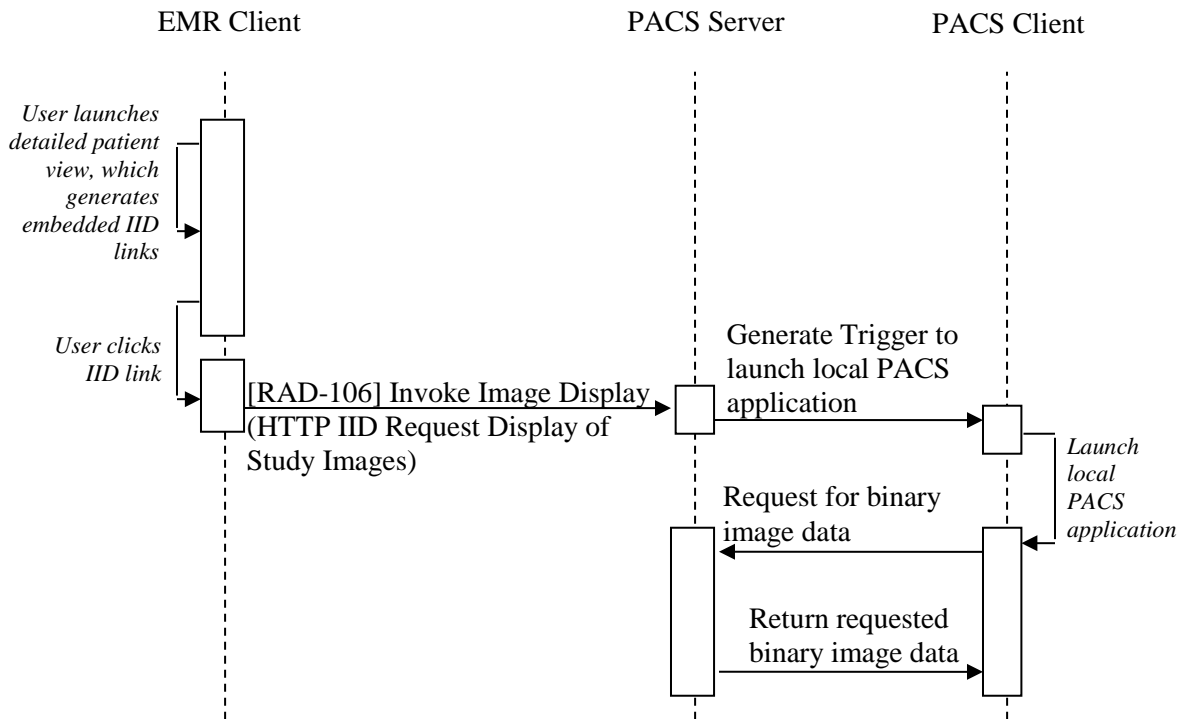 EMR Client
PACS Server
PACS Client
User launches
detailed patient
view, which
generates
embedded IID
links
User clicks
IID link
[RAD-106] Invoke Image Display
(HTTP IID Request Display of
Study Images)
Generate Trigger to
launch local PACS
application
Launch
local
PACS
application
Request for binary
image data
Return requested
binary image data